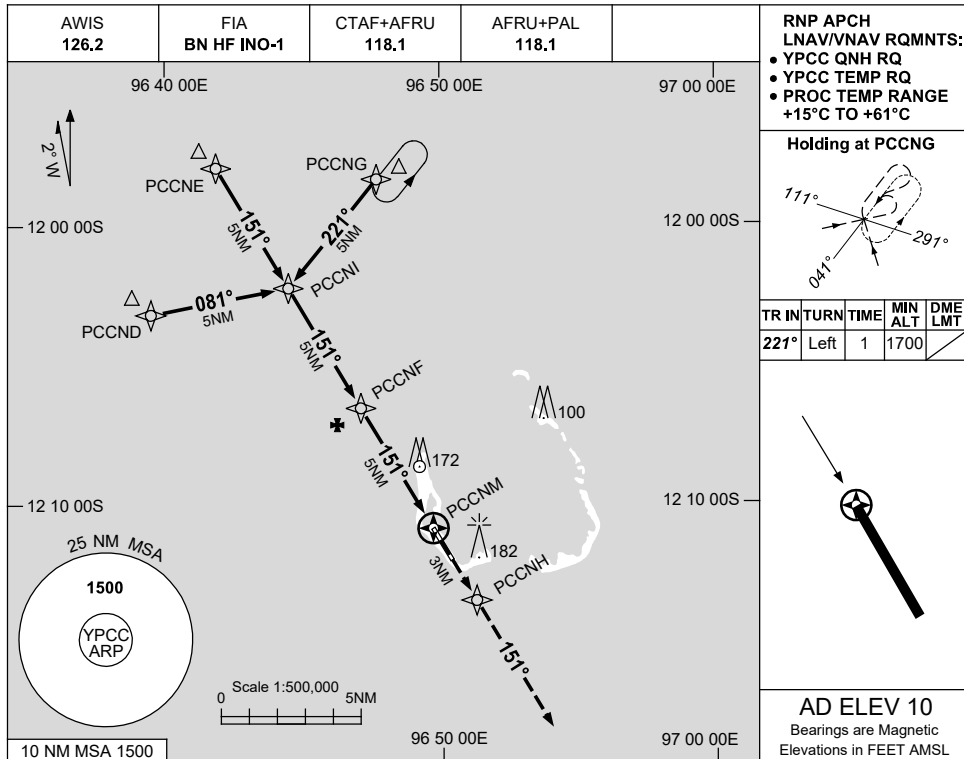 AWIS
126.2
FIA
BN HF INO-1
CTAF+AFRU
118.1
AFRU+PAL
118.1
RNP APCH
LNAV/VNAV RQMNTS:
• YPCC QNH RQ
• YPCC TEMP RQ
• PROC TEMP RANGE
+15°C TO +61°C
96 40 00E
96 50 00E
97 00 00E
2° W
PCCNE
PCCNG
151°
5NM
221°
5NM
12 00 00S
12 00 00S
PCCNI
081°
5NM
PCCND
151°
5NM
PCCNF
100
151°
5NM
172
PCCNM
12 10 00S
12 10 00S
182
3NM
PCCNH
151°
25 NM MSA
1500
YPCC
ARP
Scale 1:500,000
0
5NM
10 NM MSA 1500
96 50 00E
97 00 00E
Holding at PCCNG
111°
291°
041°
TR IN TURN TIME MIN ALT DME LMT
221° Left 1 1700
AD ELEV 10
Bearings are Magnetic
Elevations in FEET AMSL